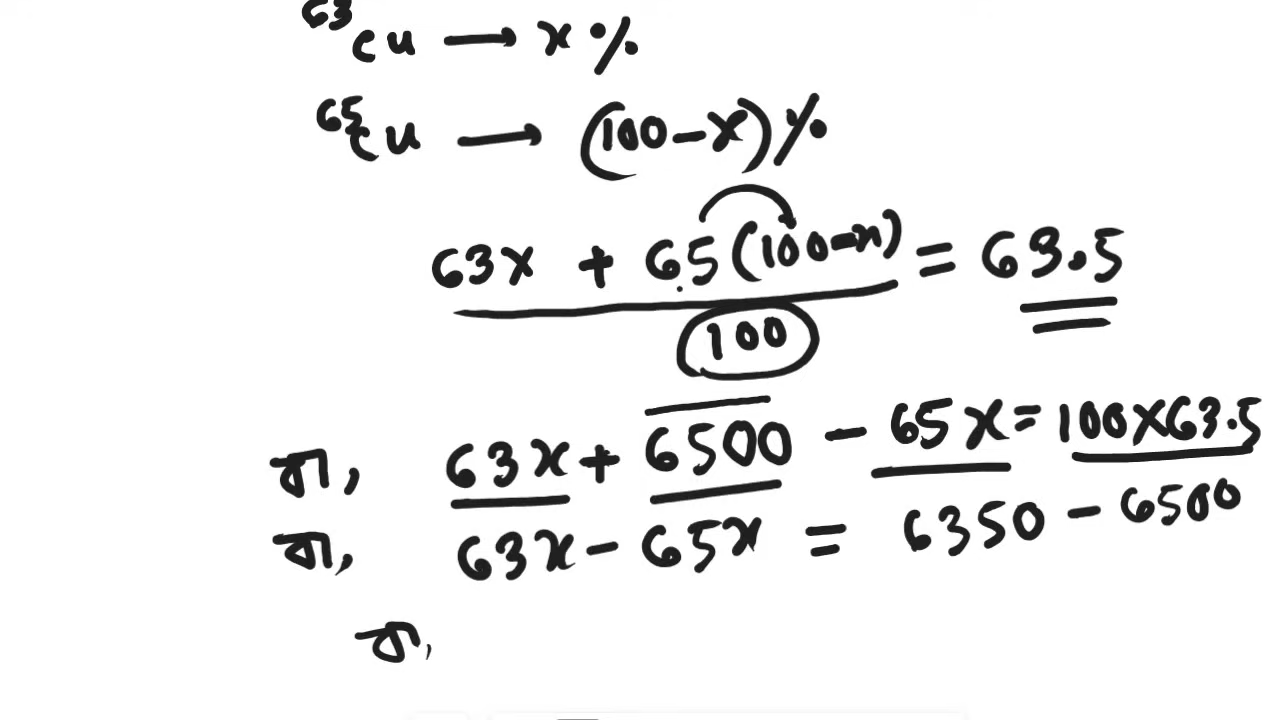 ⁶³Cu → x %
⁶⁵Cu → (100 - x) %
63x + 65 (100 - x) = 63.5
100
বা, 63x + 6500 - 65x = 100 x 63.5
বা, 63x - 65x = 6350 - 6500
বা,